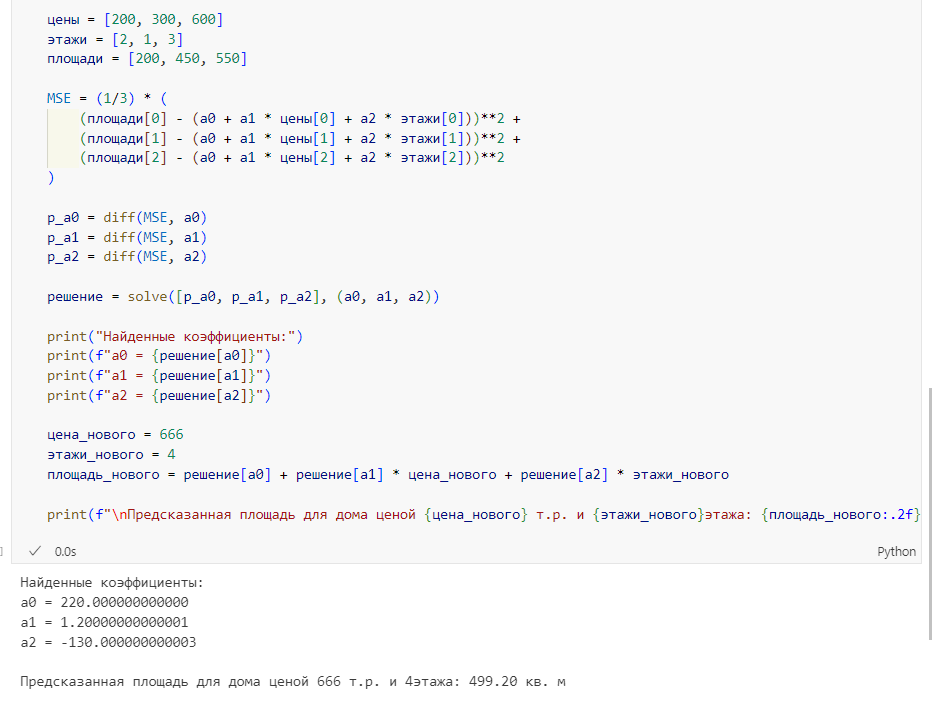 цены = [200, 300, 600]
этажи = [2, 1, 3]
площади = [200, 450, 550]
MSE = (1/3) * (
(площади[0] - (a0 + a1 * цены[0] + a2 * этажи[0]))**2 +
(площади[1] - (a0 + a1 * цены[1] + a2 * этажи[1]))**2 +
(площади[2] - (a0 + a1 * цены[2] + a2 * этажи[2]))**2
)
p_a0 = diff(MSE, a0)
p_a1 = diff(MSE, a1)
p_a2 = diff(MSE, a2)
решение = solve([p_a0, p_a1, p_a2], (a0, a1, a2))
print("Найденные коэффициенты:")
print(f"a0 = {решение[a0]}")
print(f"a1 = {решение[a1]}")
print(f"a2 = {решение[a2]}")
цена_нового = 666
этажи_нового = 4
площадь_нового = решение[a0] + решение[a1] * цена_нового + решение[a2] * этажи_нового
print(f"\nПредсказанная площадь для дома ценой {цена_нового} т.р. и {этажи_нового}этажа: {площадь_нового:.2f}
] ✓ 0.0s Python
Найденные коэффициенты:
a0 = 220.000000000000
a1 = 1.20000000000001
a2 = -130.000000000003
Предсказанная площадь для дома ценой 666 т.р. и 4этажа: 499.20 кв. м